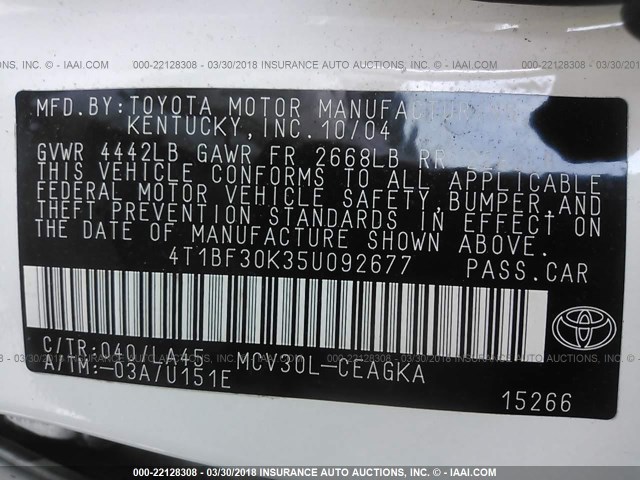 000-22128308 - 03/30/2018 INSURANCE AUTO AUCTIONS - © IAAI.COM
MFD.BY:TOYOTA MOTOR
KENTUCKY,INC.10/04
GVWR 4442LB GAWR FR 2668LB RR
THIS VEHICLE CONFORMS TO ALL APPLICABLE
FEDERAL MOTOR VEHICLE SAFETY,BUMPER,AND
THEFT PREVENTION STANDARDS IN EFFECT ON
THE DATE OF MANUFACTURE SHOWN ABOVE.
4T1BF30K35U092677 PASS.CAR
C/TR:040/LA45 MCV30L-CEAGKA
A/TM:-03A/U151E
15266
000-22128308 - 03/30/2018 INSURANCE AUTO AUCTIONS - © IAAI.COM